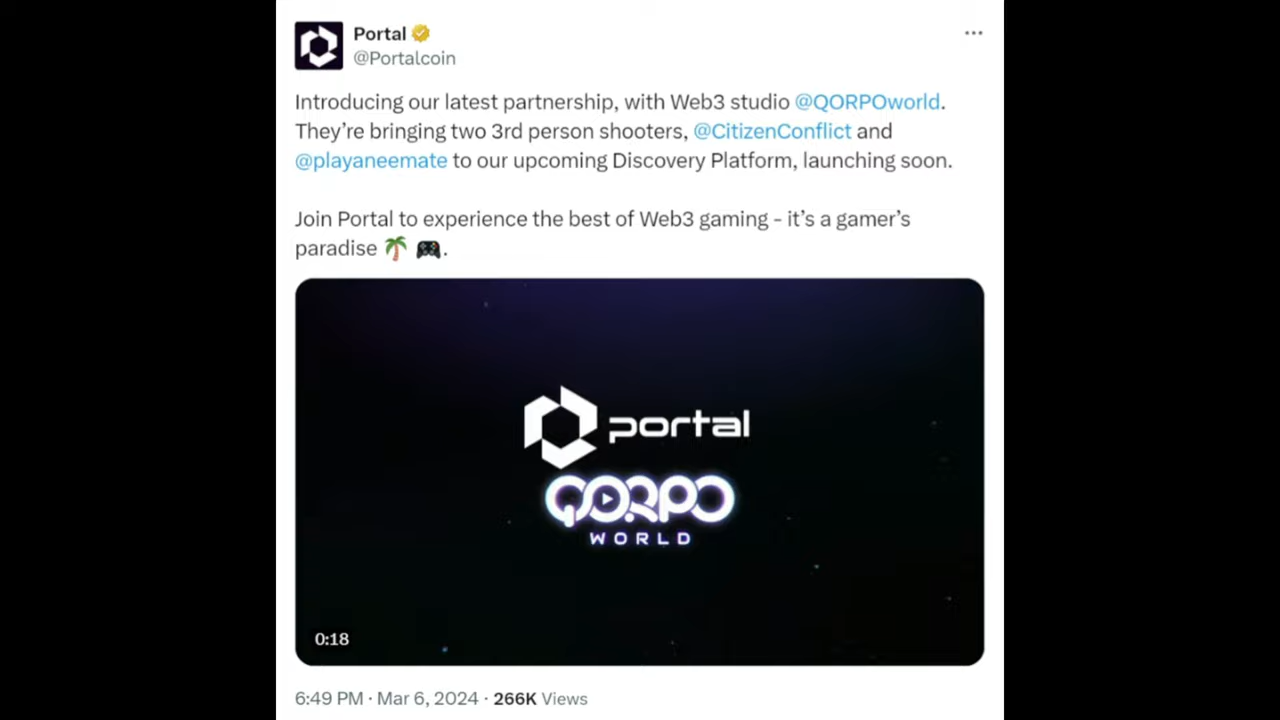 Portal
@Portalcoin
Introducing our latest partnership, with Web3 studio @QORPOworld.
They’re bringing two 3rd person shooters, @CitizenConflict and
@playaneemate to our upcoming Discovery Platform, launching soon.
Join Portal to experience the best of Web3 gaming - it’s a gamer’s
paradise 🌴 🎮.
portal
QORPO
WORLD
0:18
6:49 PM · Mar 6, 2024 · 266K Views